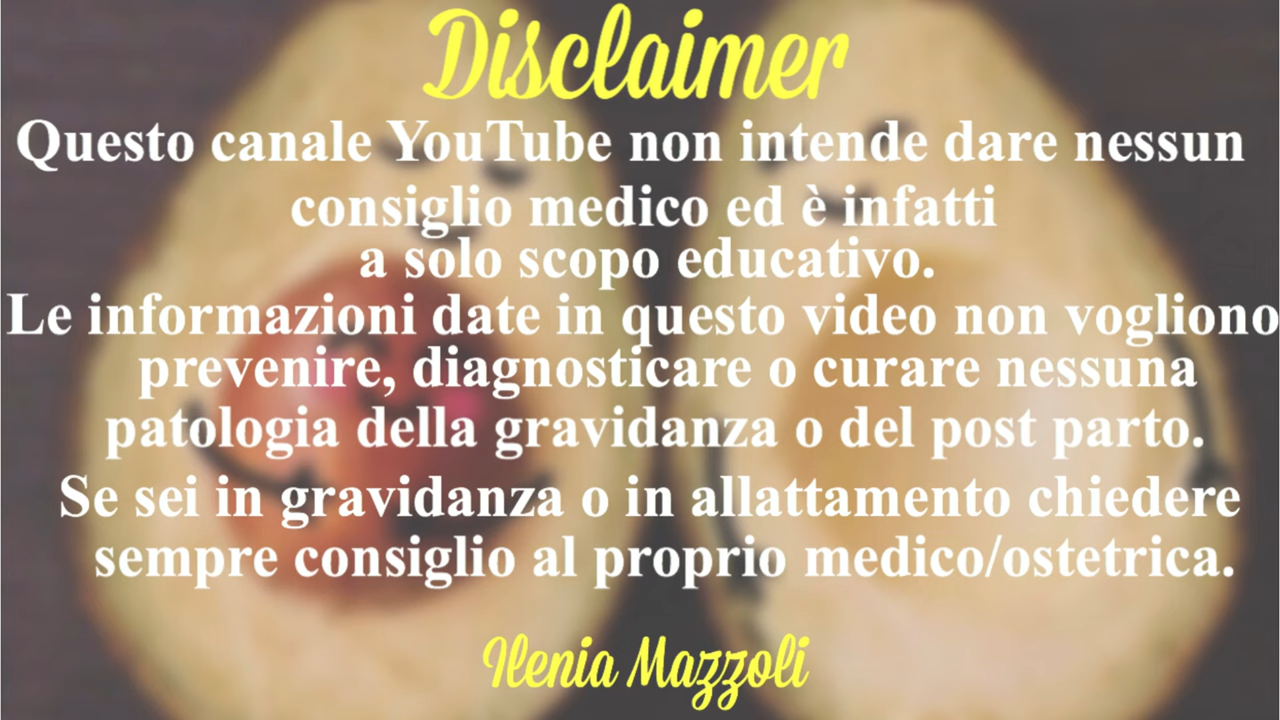 Disclaimer
Questo canale YouTube non intende dare nessun
consiglio medico ed è infatti
a solo scopo educativo.
Le informazioni date in questo video non vogliono
prevenire, diagnosticare o curare nessuna
patologia della gravidanza o del post parto.
Se sei in gravidanza o in allattamento chiedere
sempre consiglio al proprio medico/ostetrica.
Ilenia Mazzoli